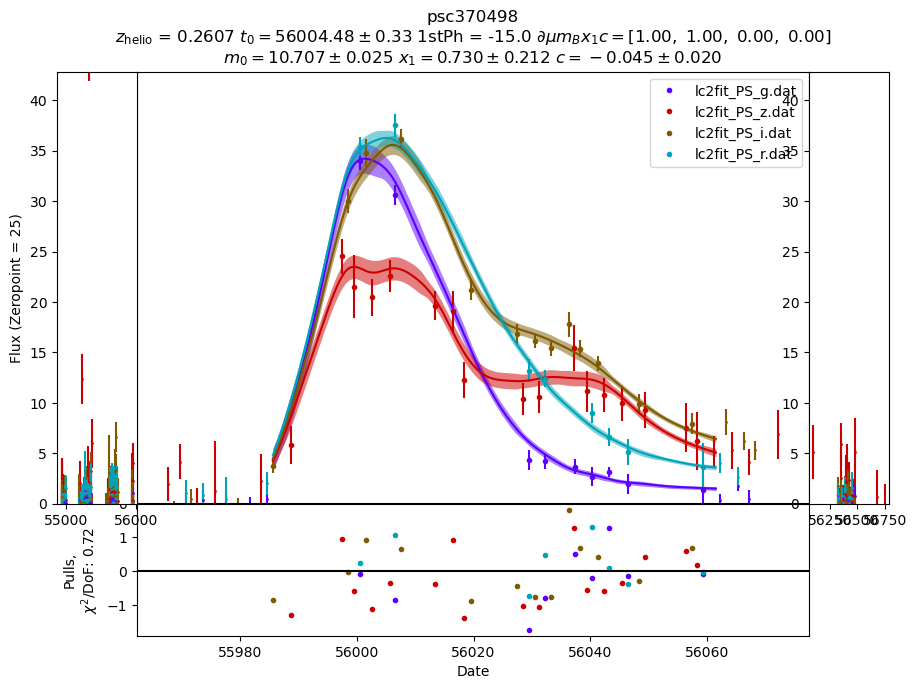 psc370498
z_helio = 0.2607 t_0 = 56004.48 ± 0.33 1stPh = -15.0 ∂μm_Bx_1c = [1.00, 1.00, 0.00, 0.00]
m_0 = 10.707 ± 0.025 x_1 = 0.730 ± 0.212 c = −0.045 ± 0.020
lc2fit_PS_g.dat
lc2fit_PS_z.dat
lc2fit_PS_i.dat
lc2fit_PS_r.dat
Flux (Zeropoint = 25)
40
35
30
25
20
15
10
5
0
40
35
30
25
20
15
10
5
0
0
55000
56000
56250
56500
56750
Pulls,
χ²/DoF: 0.72
1
0
−1
55980
56000
56020
56040
56060
Date